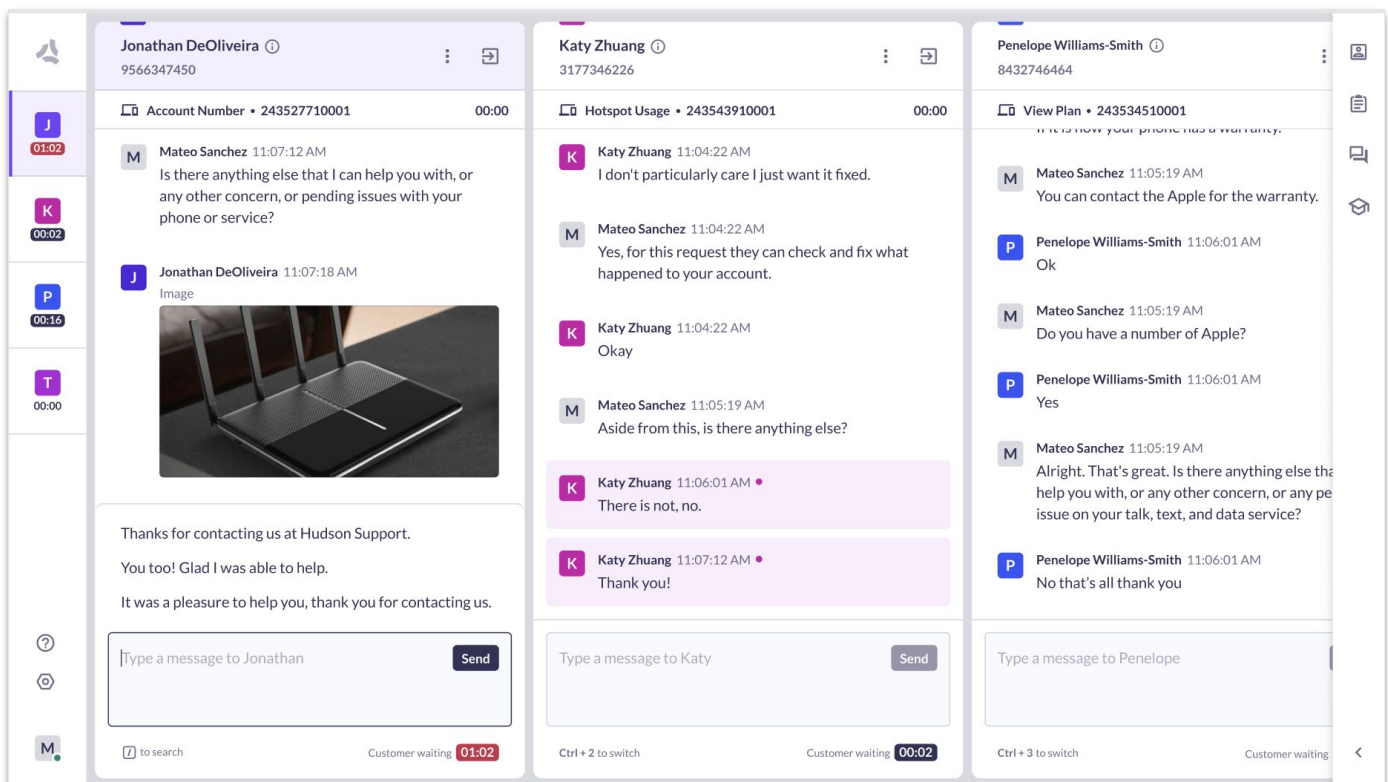 J
01:02
K
00:02
P
00:16
T
00:00
M
Jonathan DeOliveira
9566347450
Account Number • 243527710001 00:00
M Mateo Sanchez 11:07:12 AM
Is there anything else that I can help you with, or
any other concern, or pending issues with your
phone or service?
J Jonathan DeOliveira 11:07:18 AM
Image
Thanks for contacting us at Hudson Support.
You too! Glad I was able to help.
It was a pleasure to help you, thank you for contacting us.
Type a message to Jonathan Send
/ to search Customer waiting 01:02
Katy Zhuang
3177346226
Hotspot Usage • 243543910001 00:00
K Katy Zhuang 11:04:22 AM
I don't particularly care I just want it fixed.
M Mateo Sanchez 11:04:22 AM
Yes, for this request they can check and fix what
happened to your account.
K Katy Zhuang 11:04:22 AM
Okay
M Mateo Sanchez 11:05:19 AM
Aside from this, is there anything else?
K Katy Zhuang 11:06:01 AM •
There is not, no.
K Katy Zhuang 11:07:12 AM •
Thank you!
Type a message to Katy Send
Ctrl + 2 to switch Customer waiting 00:02
Penelope Williams-Smith
8432746464
View Plan • 243534510001
your phone has a warranty.
M Mateo Sanchez 11:05:19 AM
You can contact the Apple for the warranty.
P Penelope Williams-Smith 11:06:01 AM
Ok
M Mateo Sanchez 11:05:19 AM
Do you have a number of Apple?
P Penelope Williams-Smith 11:06:01 AM
Yes
M Mateo Sanchez 11:05:19 AM
Alright. That's great. Is there anything else tha
help you with, or any other concern, or any pe
issue on your talk, text, and data service?
P Penelope Williams-Smith 11:06:01 AM
No that's all thank you
Type a message to Penelope
Ctrl + 3 to switch Customer waiting